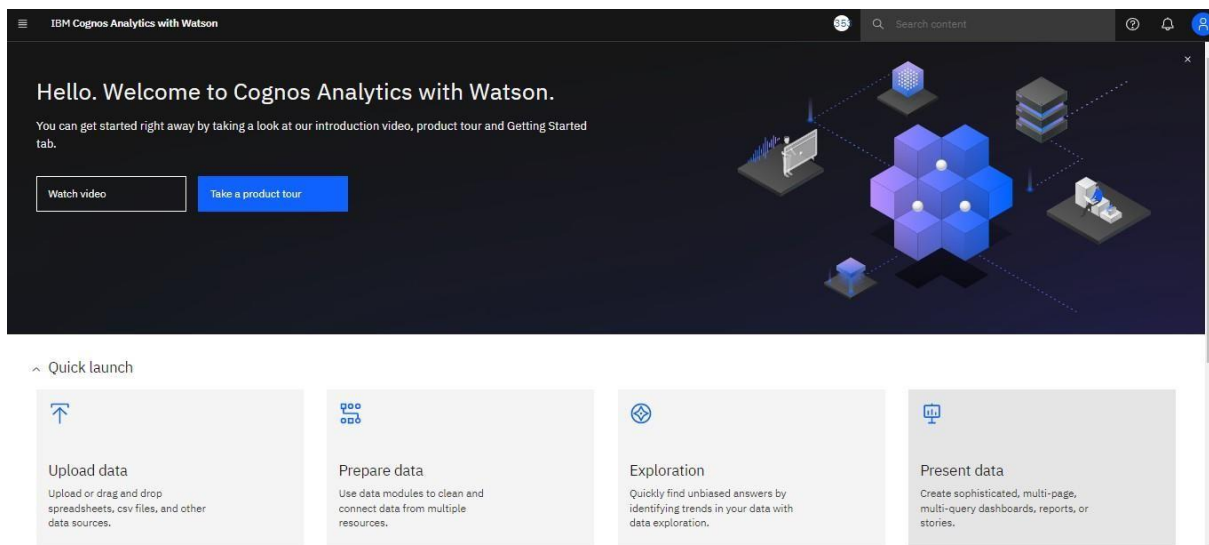 IBM Cognos Analytics with Watson
Search content
Hello. Welcome to Cognos Analytics with Watson.
You can get started right away by taking a look at our introduction video, product tour and Getting Started
tab.
Watch video
Take a product tour
Quick launch
Upload data
Upload or drag and drop
spreadsheets, csv files, and other
data sources.
Prepare data
Use data modules to clean and
connect data from multiple
resources.
Exploration
Quickly find unbiased answers by
identifying trends in your data with
data exploration.
Present data
Create sophisticated, multi-page,
multi-query dashboards, reports, or
stories.